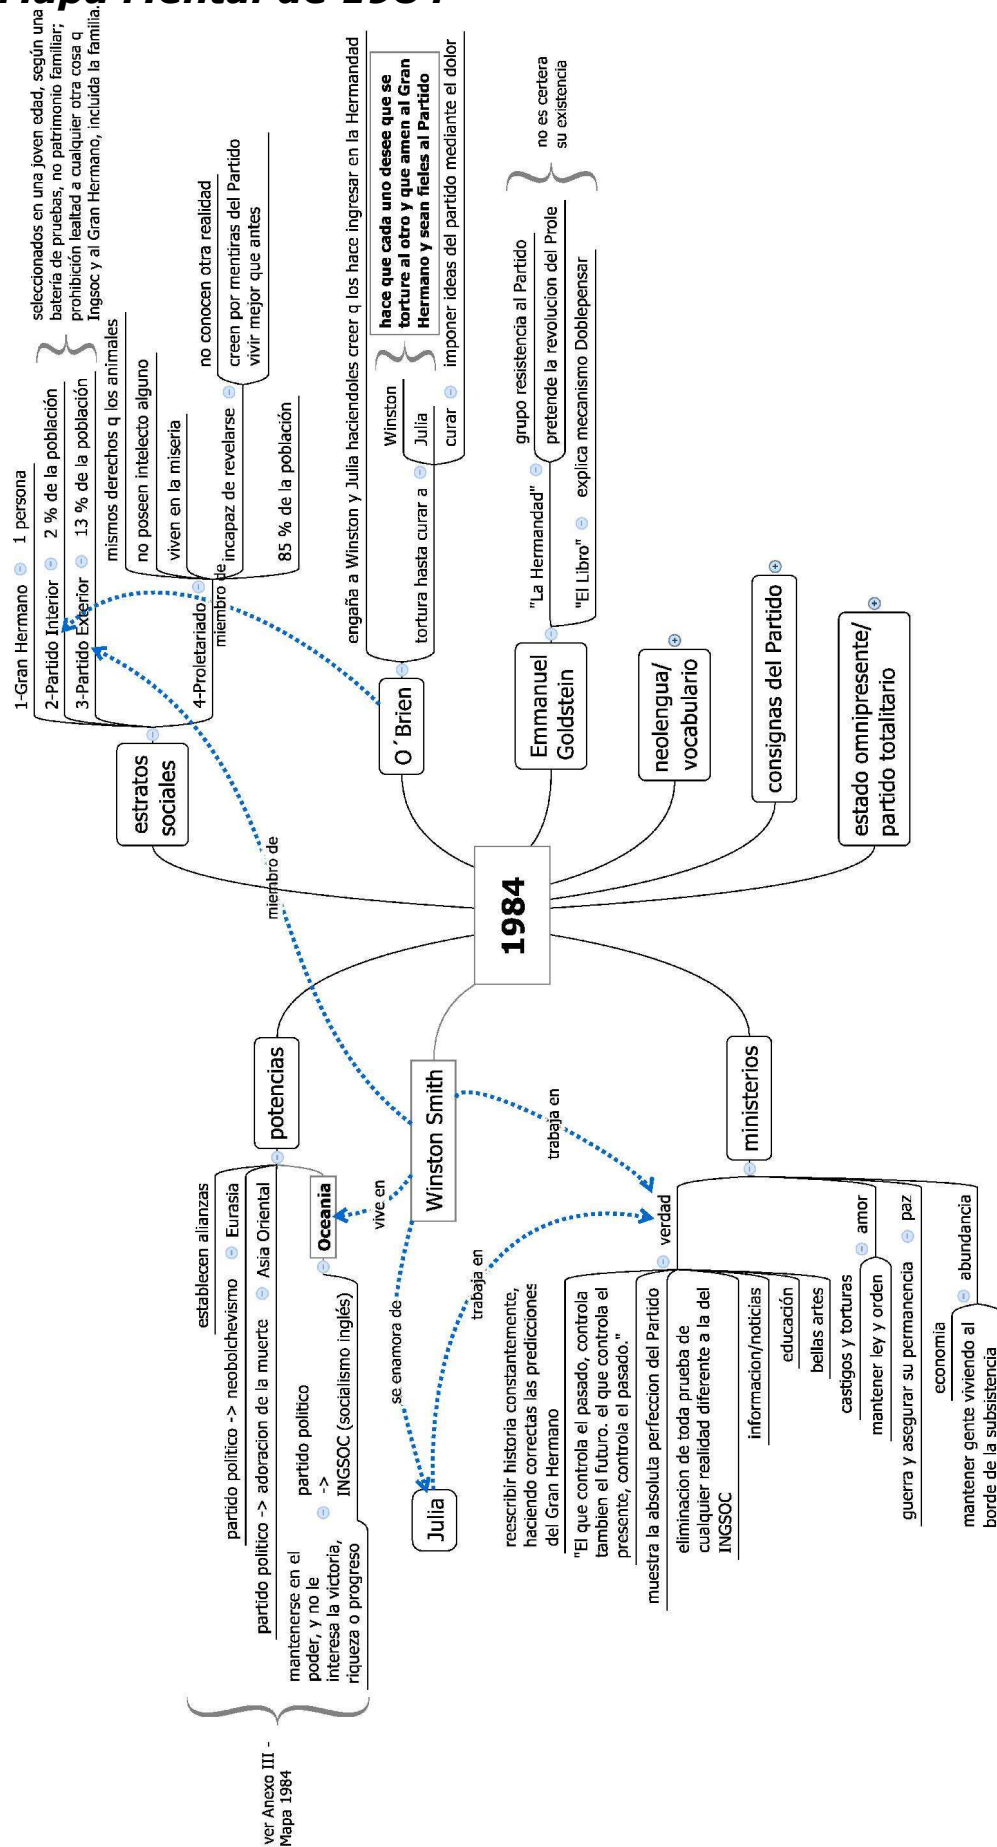 Mapa Mental de 1984
1984
estratos
sociales
1-Gran Hermano
1 persona
2-Partido Interior
2 % de la población
3-Partido Exterior
13 % de la población
seleccionados en una joven edad, según una
batería de pruebas, no patrimonio familiar;
prohibición lealtad a cualquier otra cosa q
Ingsoc y al Gran Hermano, incluida la familia.
4-Proletariado
mismos derechos q los animales
no poseen intelecto alguno
viven en la miseria
incapaz de revelarse
no conocen otra realidad
creen por mentiras del Partido
vivir mejor que antes
85 % de la población
miembro de
miembro de
O´Brien
engaña a Winston y Julia haciendoles creer q los hace ingresar en la Hermandad
tortura hasta curar a
Winston
Julia
hace que cada uno desee que se
torture al otro y que amen al Gran
Hermano y sean fieles al Partido
curar
imponer ideas del partido mediante el dolor
Emmanuel
Goldstein
"La Hermandad"
grupo resistencia al Partido
pretende la revolucion del Prole
"El Libro"
explica mecanismo Doblepensar
no es certera
su existencia
neolengua/
vocabulario
consignas del Partido
estado omnipresente/
partido totalitario
potencias
establecen alianzas
partido político -> neobolchevismo
Eurasia
partido político -> adoracion de la muerte
Asia Oriental
Oceania
partido politico
->
INGSOC (socialismo inglés)
mantenerse en el
poder, y no le
interesa la victoria,
riqueza o progreso
ver Anexo III -
Mapa 1984
Winston Smith
vive en
se enamora de
Julia
trabaja en
trabaja en
ministerios
verdad
reescribir historia constantemente,
haciendo correctas las predicciones
del Gran Hermano
"El que controla el pasado, controla
tambien el futuro. el que controla el
presente, controla el pasado."
muestra la absoluta perfeccion del Partido
eliminacion de toda prueba de
cualquier realidad diferente a la del
INGSOC
informacion/noticias
educación
bellas artes
amor
castigos y torturas
mantener ley y orden
paz
guerra y asegurar su permanencia
abundancia
economia
mantener gente viviendo al
borde de la subsistencia